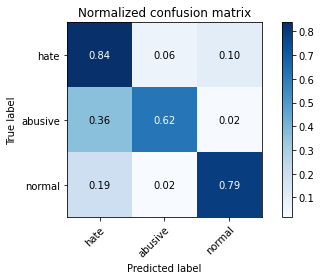 Normalized confusion matrix
True label
hate
0.84 0.06 0.10
abusive
0.36 0.62 0.02
normal
0.19 0.02 0.79
hate abusive normal
Predicted label
0.8
0.7
0.6
0.5
0.4
0.3
0.2
0.1